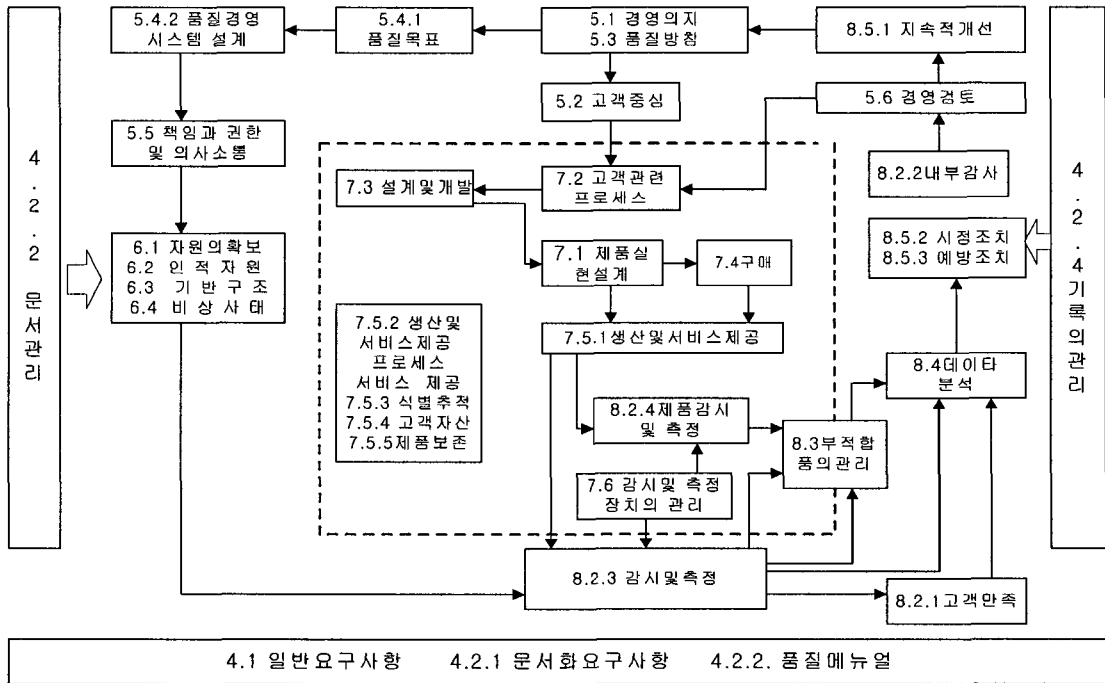 5.4.2 품질경영
시스템 설계
5.4.1
품질목표
5.1 경영의지
5.3 품질방침
8.5.1 지속적개선
5.2 고객중심
5.6 경영검토
5.5 책임과 권한
및 의사소통
8.2.2내부감사
7.3 설계및개발
7.2 고객관련
프로세스
4.2.2 문서관리
4.2.4기록의관리
6.1 자원의확보
6.2 인적자원
6.3 기반구조
6.4 비상사태
7.1 제품실
현설계
7.4구매
8.5.2 시정조치
8.5.3 예방조치
7.5.2 생산및
서비스제공
프로세스
서비스 제공
7.5.3 식별추적
7.5.4 고객자산
7.5.5제품보존
7.5.1생산및서비스제공
8.4데이타
분석
8.2.4제품감시
및 측정
8.3부적합
품의관리
7.6 감시및 측정
장치의 관리
8.2.3 감시및측정
8.2.1고객만족
4.1 일반요구사항 4.2.1 문서화요구사항 4.2.2. 품질메뉴얼